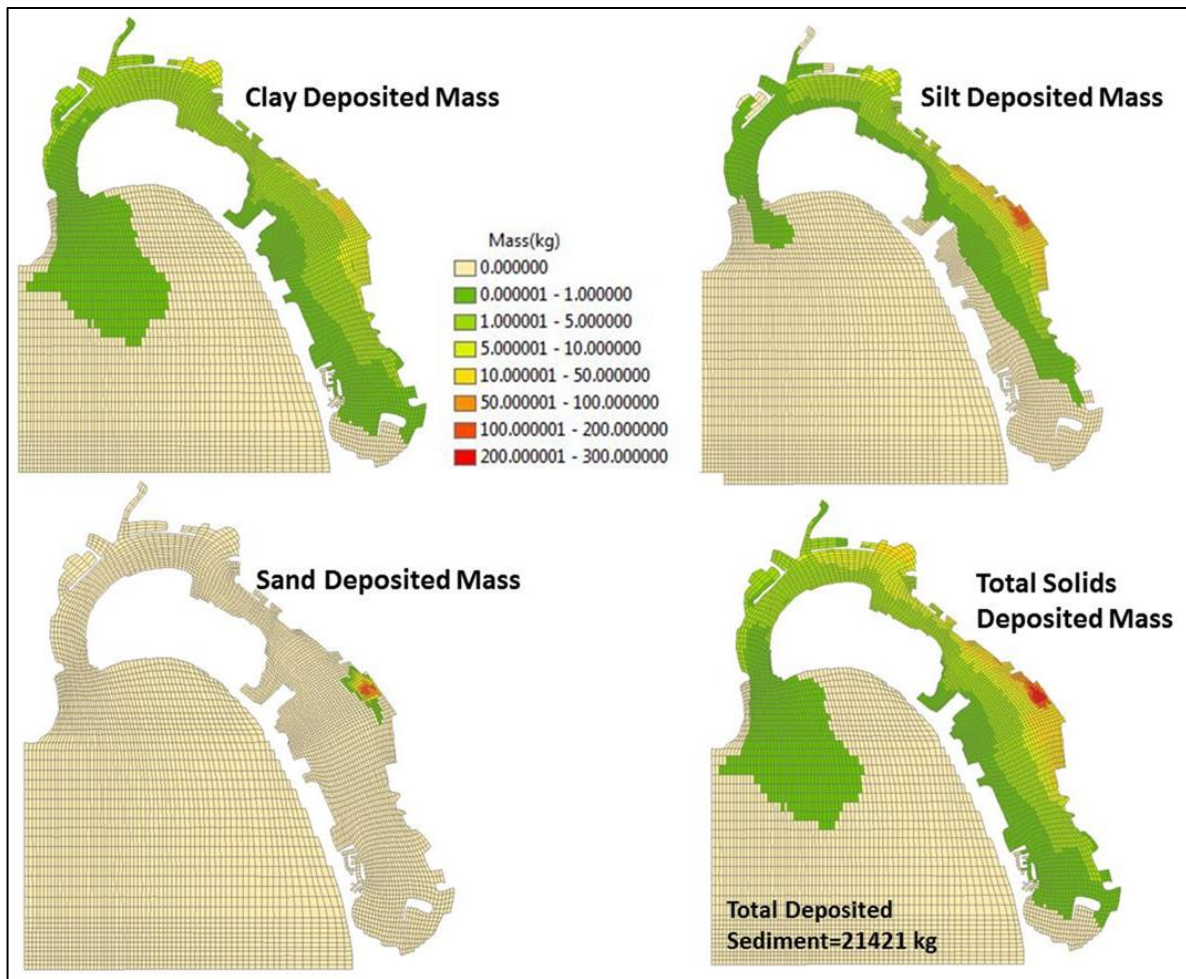 Clay Deposited Mass
Silt Deposited Mass
Mass(kg)
0.000000
0.000001 - 1.000000
1.000001 - 5.000000
5.000001 - 10.000000
10.000001 - 50.000000
50.000001 - 100.000000
100.000001 - 200.000000
200.000001 - 300.000000
Sand Deposited Mass
Total Solids
Deposited Mass
Total Deposited
Sediment=21421 kg